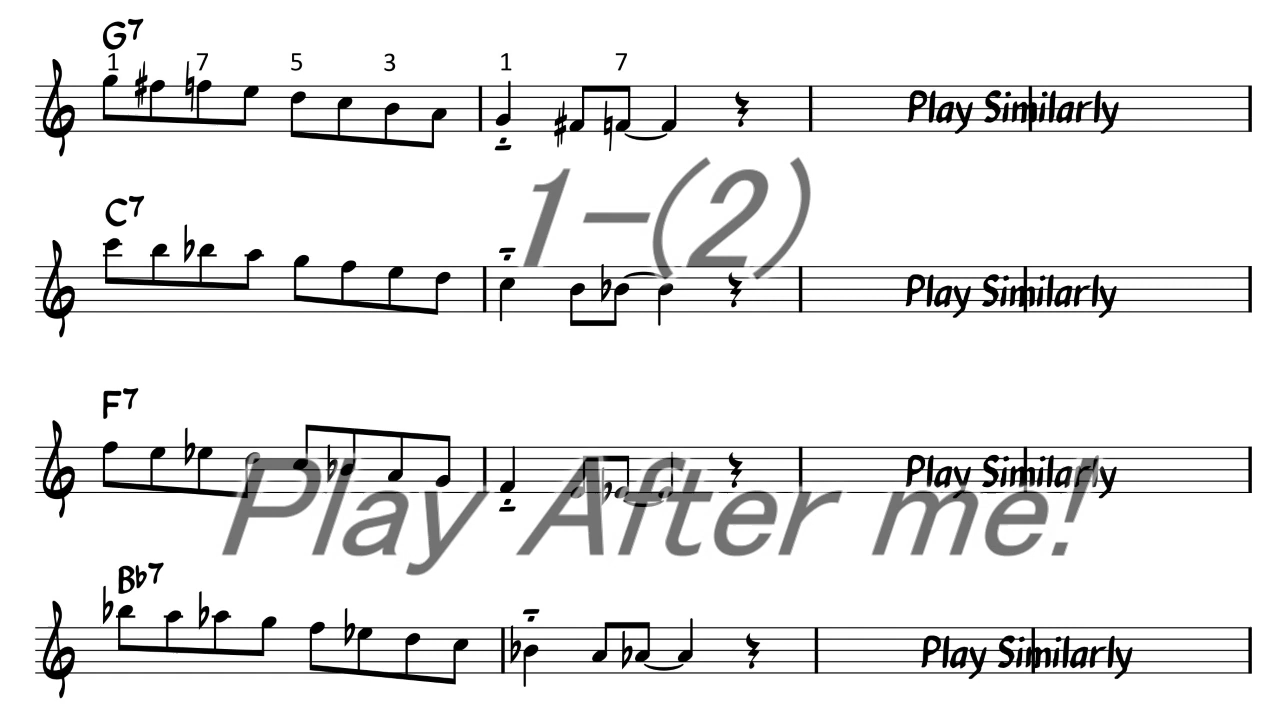 G7
1 7 5 3 1 7
Play Similarly
1-(2)
C7
Play Similarly
F7
Play Similarly
Play After me!
Bb7
Play Similarly